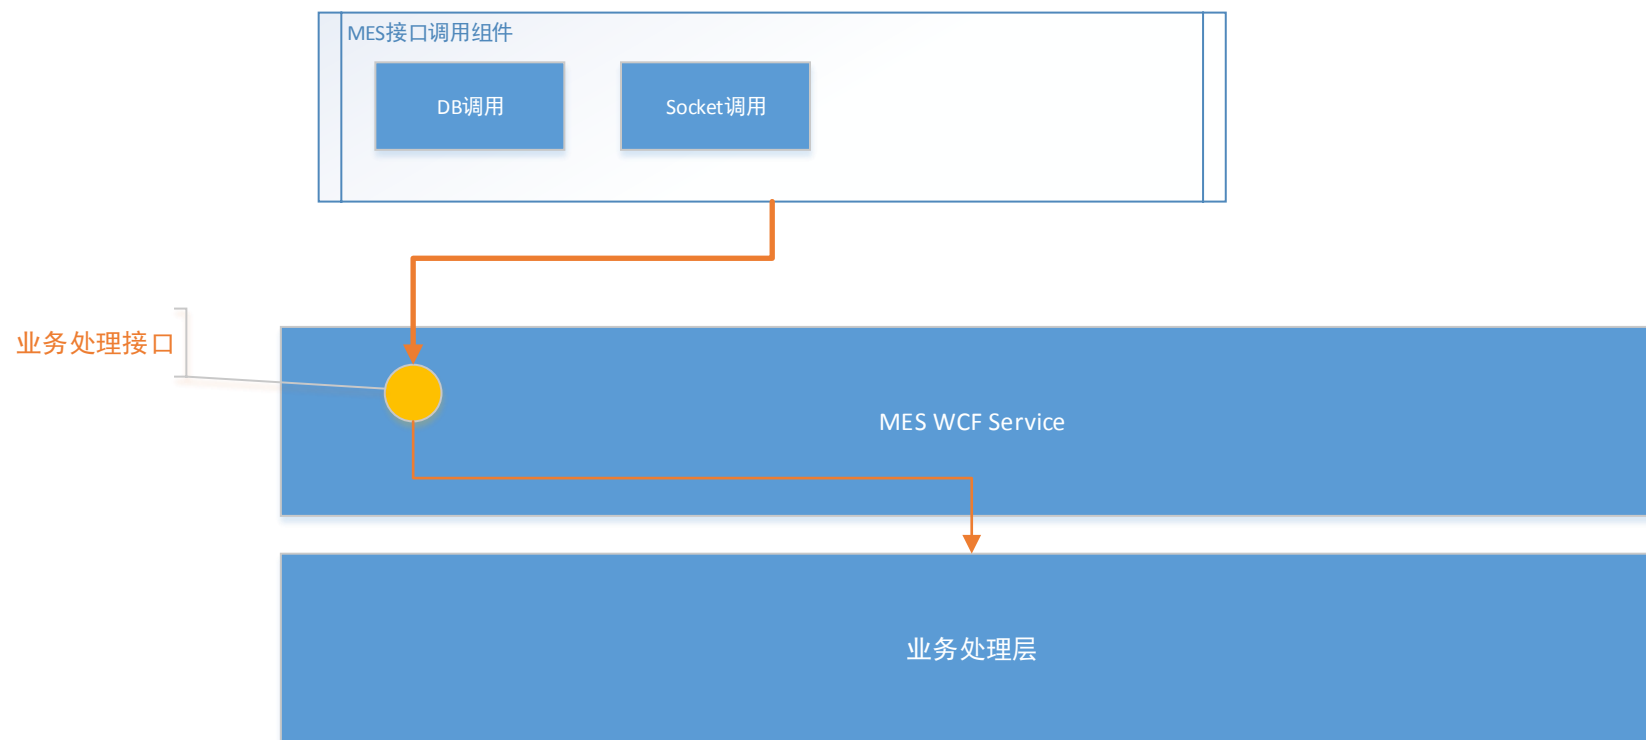 MES接口调用组件
DB调用
Socket调用
业务处理接口
MES WCF Service
业务处理层